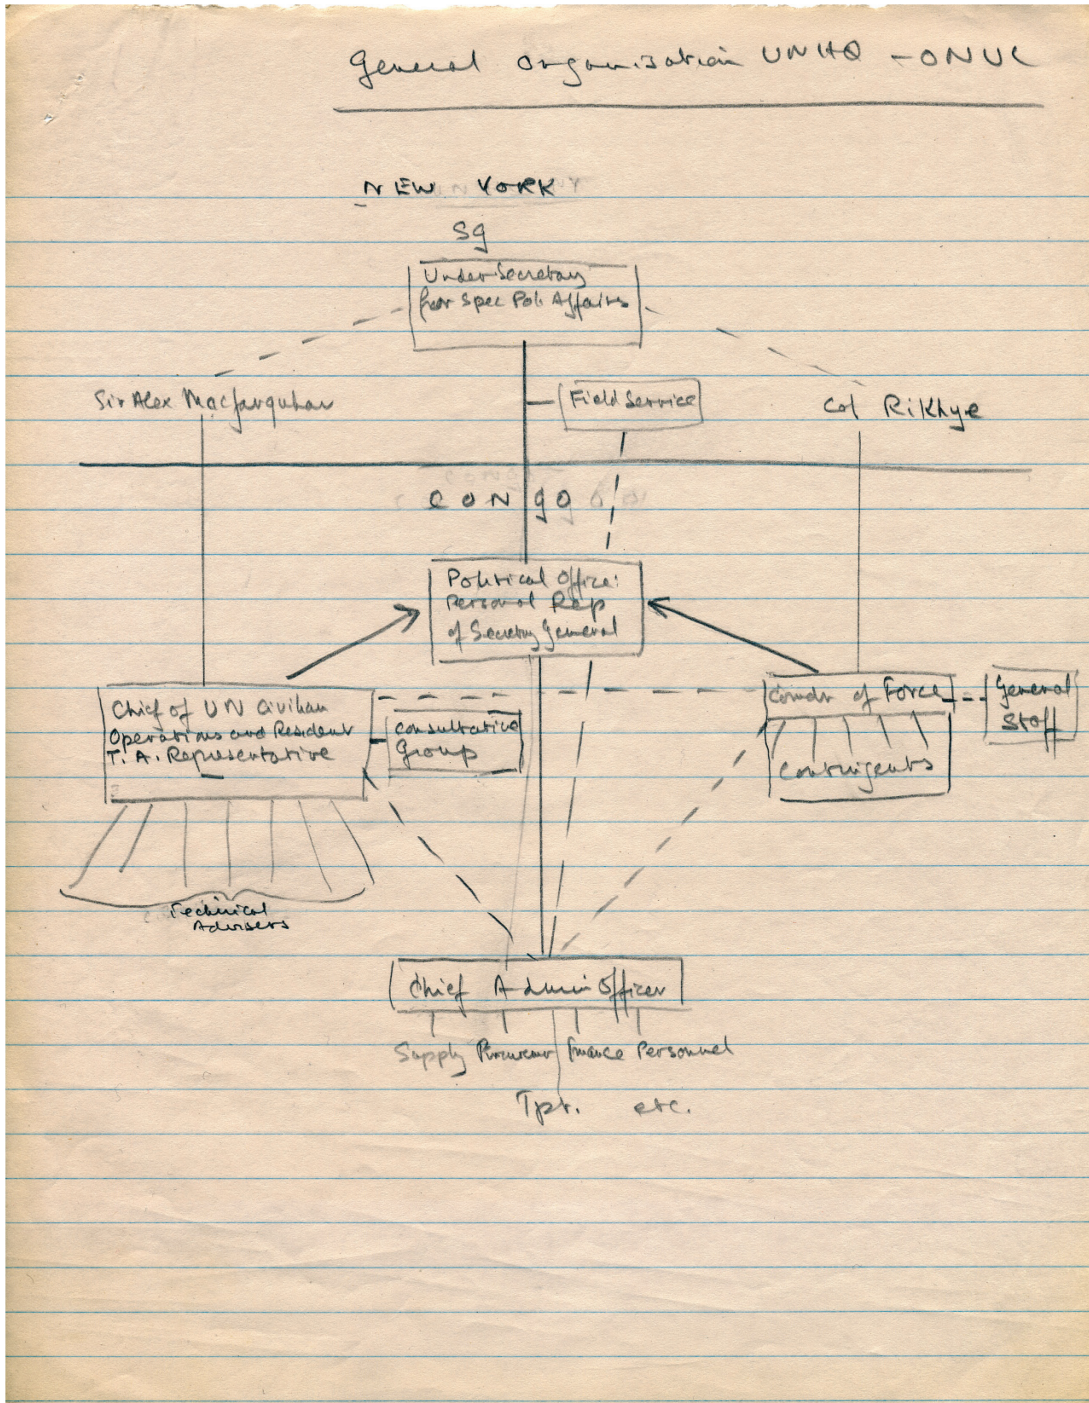 General Organisation UNHQ - ONUC
NEW YORK
SG
Under-Secretary
for Spec Pol Affairs
Sir Alex MacFarquhar
Field Service
Col Rikhye
CONGO
Political Office:
Personal Rep
of Secretary General
Chief of UN Civilian
Operations and Resident
T. A. Representative
Consultative
Group
Comdr of Force
General
Staff
Contingents
Technical
Advisers
Chief Admin Officer
Supply
Finance
Personnel
Tpt. etc.